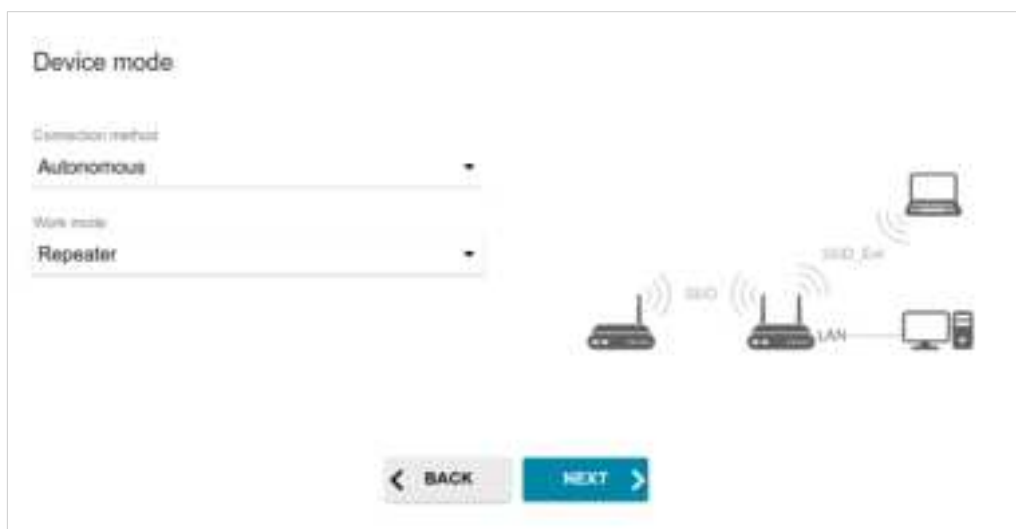 Device mode
Connection method
Autonomous
Work mode
Repeater
SSID_Ext
SSID
LAN
BACK
NEXT